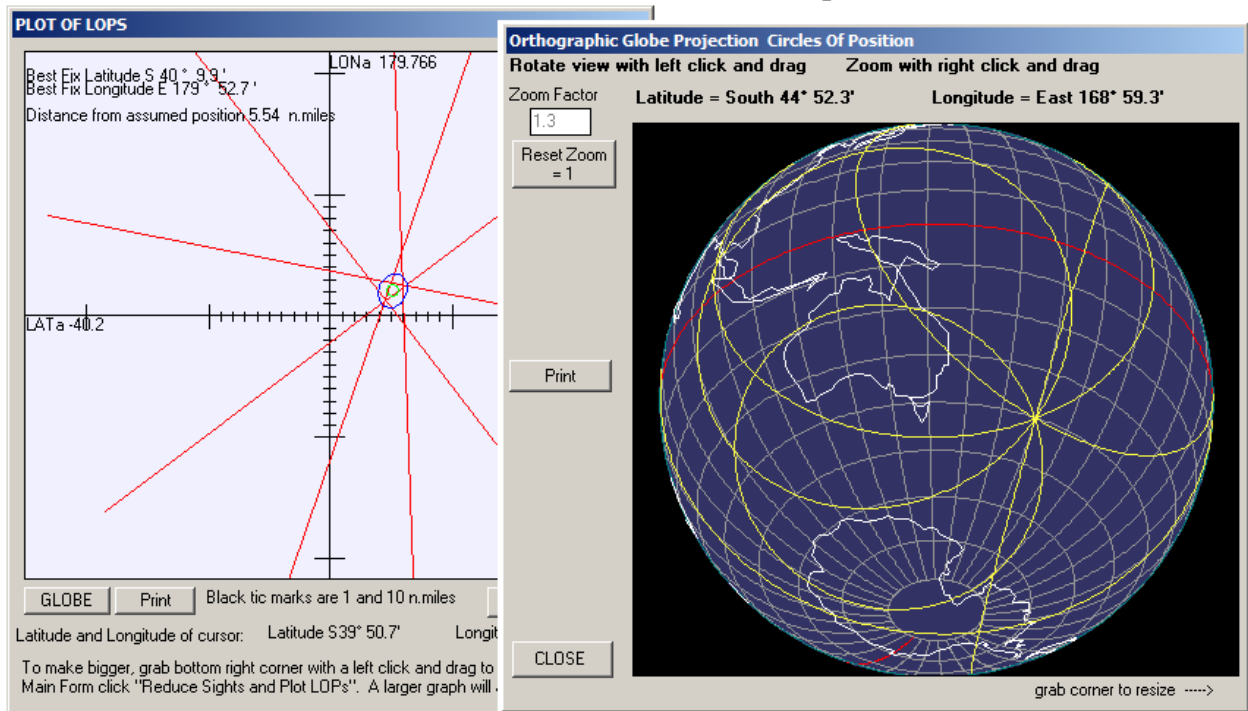 PLOT OF LOPS
LONa 179.766
Best Fix Latitude S 40 ° 9.9 '
Best Fix Longitude E 179 ° 52.7 '
Distance from assumed position 5.54 n.miles
LATa -40.2
GLOBE
Print
Black tic marks are 1 and 10 n.miles
Latitude and Longitude of cursor: Latitude S39° 50.7' Longit
To make bigger, grab bottom right corner with a left click and drag to
Main Form click "Reduce Sights and Plot LOPs". A larger graph will
Orthographic Globe Projection Circles Of Position
Rotate view with left click and drag Zoom with right click and drag
Zoom Factor
1.3
Latitude = South 44° 52.3' Longitude = East 168° 59.3'
Reset Zoom
= 1
Print
CLOSE
grab corner to resize ----->